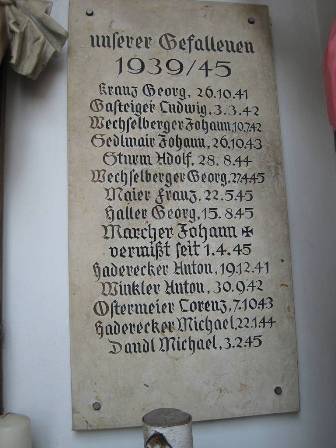 unserer Gefallenen
1939/45
Kranz Georg, 26.10.41
Gasteiger Ludwig, 3.3.42
Wechselberger Johann, 10.7.42
Sedlmair Johann, 26.10.43
Sturm Adolf, 28.8.44
Wechselberger Georg, 27.4.45
Maier Franz, 22.5.45
Haller Georg, 15.8.45
Marcher Johann ✠
vermißt seit 1.4.45
Haderecker Anton, 19.12.41
Winkler Anton, 30.9.42
Ostermeier Lorenz, 7.10.43
Haderecker Michael, 22.1.44
Dandl Michael, 3.2.45